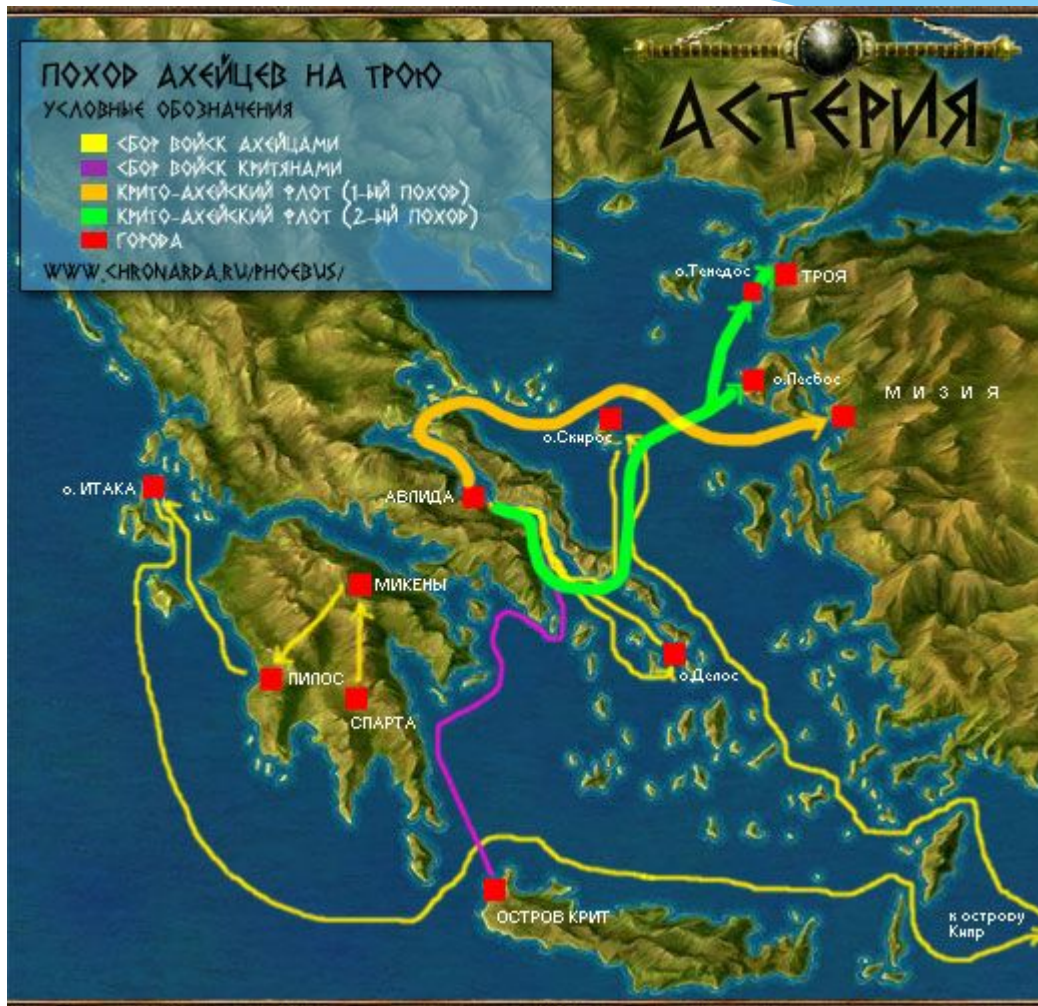 ПОХОД АХЕЙЦЕВ НА ТРОЮ
УСЛОВНЫЕ ОБОЗНАЧЕНИЯ
СБОР ВОЙСК АХЕЙЦАМИ
СБОР ВОЙСК КРИТЯНАМИ
КРИТО-АХЕЙСКИЙ ФЛОТ (1-ЫЙ ПОХОД)
КРИТО-АХЕЙСКИЙ ФЛОТ (2-ЫЙ ПОХОД)
ГОРОДА
WWW.CHRONARDA.RU/PHOEBUS/
АСТЕРИЯ
о.Тенедос
ТРОЯ
о.Лесбос
МИЗИЯ
о.Скирос
о. ИТАКА
АВЛИДА
МИКЕНЫ
ПИЛОС
о.Делос
СПАРТА
ОСТРОВ КРИТ
к острову
Кипр